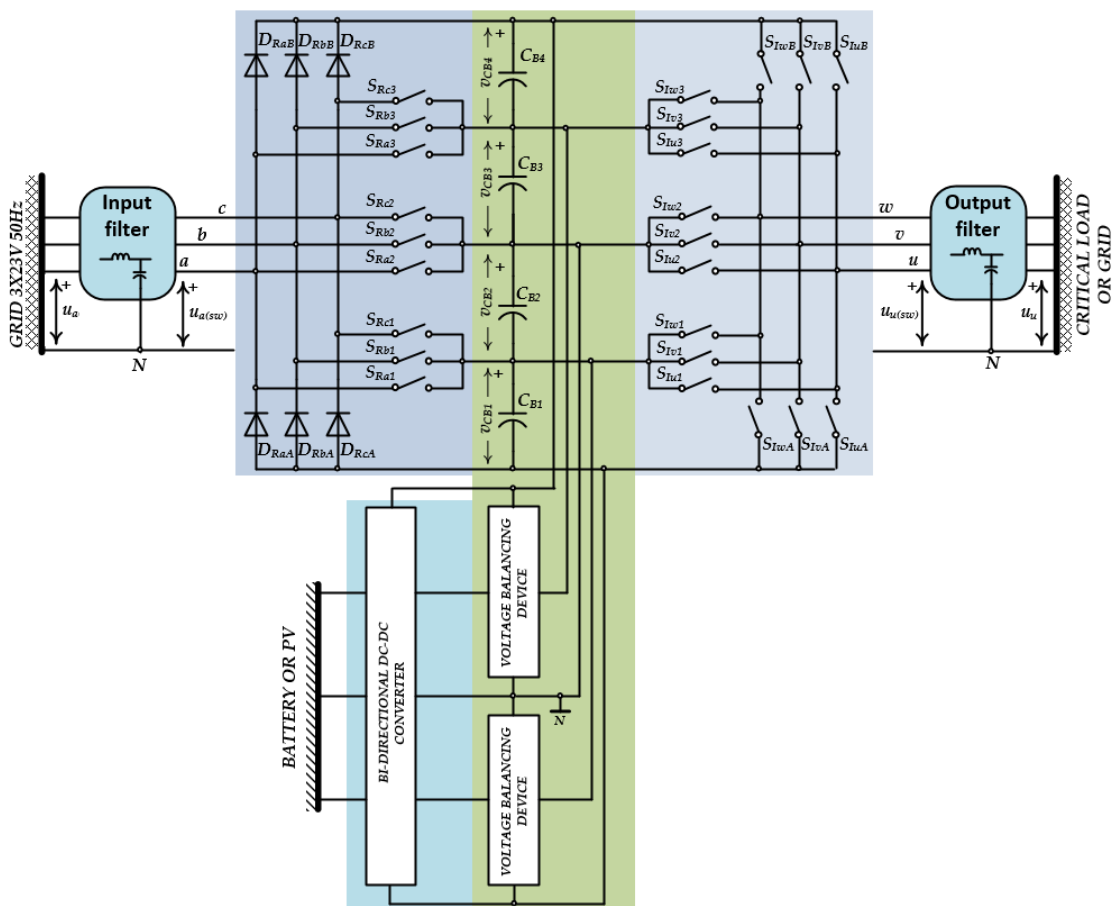 D_RaB D_RbB D_RcB
+
v_CB4
C_B4
S_IwB S_IvB S_IuB
S_Rc3
S_Rb3
S_Ra3
S_Iw3
S_Iv3
S_Iu3
+
v_CB3
C_B3
GRID 3X23V 50Hz
Input
filter
c
b
a
S_Rc2
S_Rb2
S_Ra2
S_Iw2
S_Iv2
S_Iu2
w
v
u
Output
filter
CRITICAL LOAD
OR GRID
+
u_a
+
u_a(sw)
N
+
v_CB2
C_B2
+
u_u(sw)
+
u_u
N
S_Rc1
S_Rb1
S_Ra1
S_Iw1
S_Iv1
S_Iu1
+
v_CB1
C_B1
D_RaA D_RbA D_RcA
S_IwA S_IvA S_IuA
BATTERY OR PV
BI-DIRECTIONAL DC-DC
CONVERTER
VOLTAGE BALANCING
DEVICE
N
VOLTAGE BALANCING
DEVICE